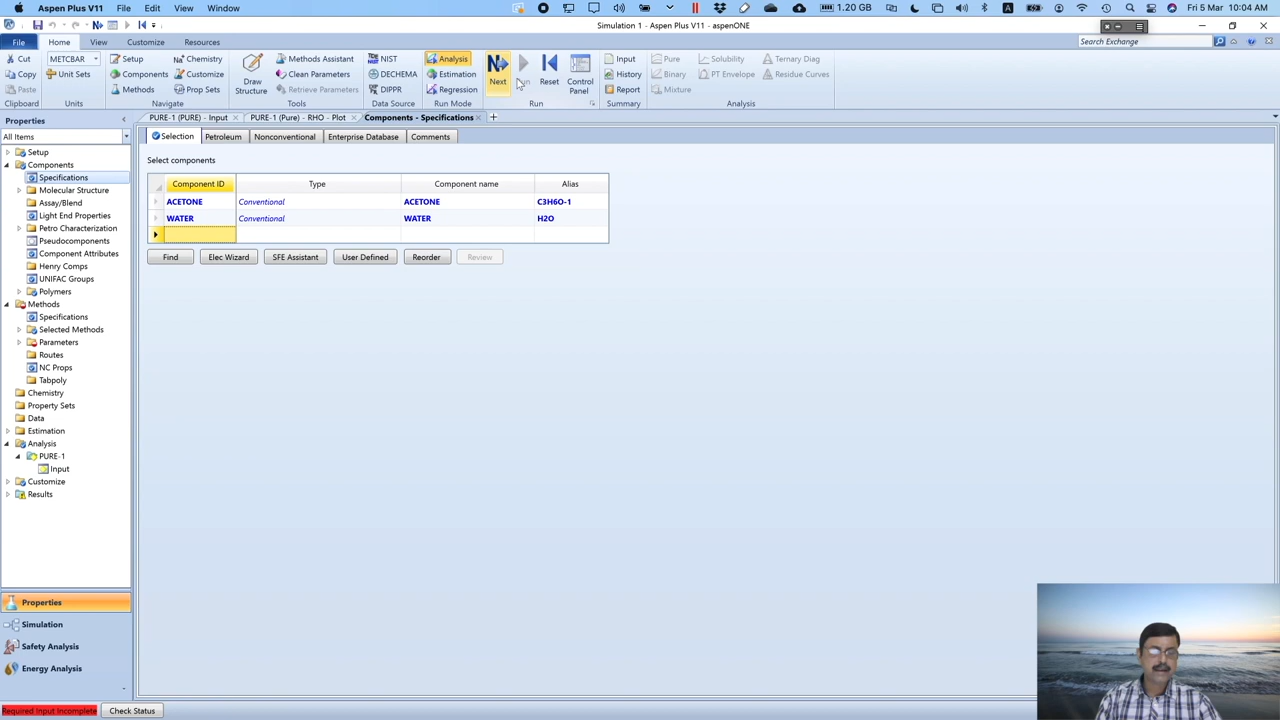 Aspen Plus V11 File Edit View Window 1.20 GB A Fri 5 Mar 10:04 AM
Simulation 1 - Aspen Plus V11 - aspenONE
File Home View Customize Resources Search Exchange
Cut METCBAR Setup Chemistry Methods Assistant NIST Analysis Input Pure Solubility Ternary Diag
Copy Unit Sets Components Customize Clean Parameters DECHEMA Estimation History Binary PT Envelope Residue Curves
Paste Methods Prop Sets Draw Structure Retrieve Parameters DIPPR Regression Next Reset Control Panel Report Mixture
Clipboard Units Navigate Tools Data Source Run Mode Run Summary Analysis
Properties
PURE-1 (PURE) - Input PURE-1 (Pure) - RHO - Plot Components - Specifications
All Items
Selection Petroleum Nonconventional Enterprise Database Comments
Setup
Components
Specifications
Molecular Structure
Assay/Blend
Light End Properties
Petro Characterization
Pseudocomponents
Component Attributes
Henry Comps
UNIFAC Groups
Polymers
Methods
Specifications
Selected Methods
Parameters
Routes
NC Props
Tabpoly
Chemistry
Property Sets
Data
Estimation
Analysis
PURE-1
Input
Customize
Results
Select components
Component ID Type Component name Alias
ACETONE Conventional ACETONE C3H6O-1
WATER Conventional WATER H2O
Find Elec Wizard SFE Assistant User Defined Reorder Review
Properties
Simulation
Safety Analysis
Energy Analysis
Required Input Incomplete Check Status